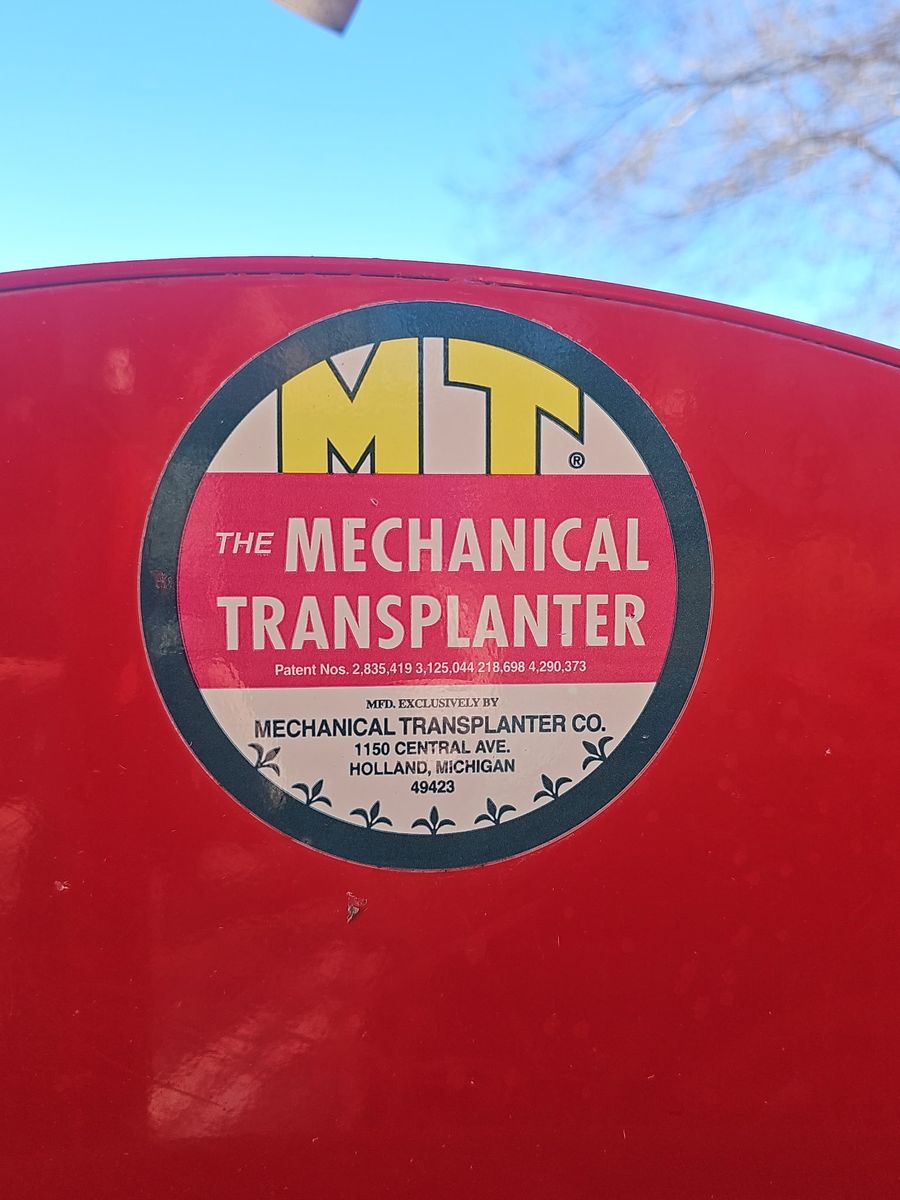 MT®
THE MECHANICAL
TRANSPLANTER
Patent Nos. 2,835,419 3,125,044 218,698 4,290,373
MFD. EXCLUSIVELY BY
MECHANICAL TRANSPLANTER CO.
1150 CENTRAL AVE.
HOLLAND, MICHIGAN
49423